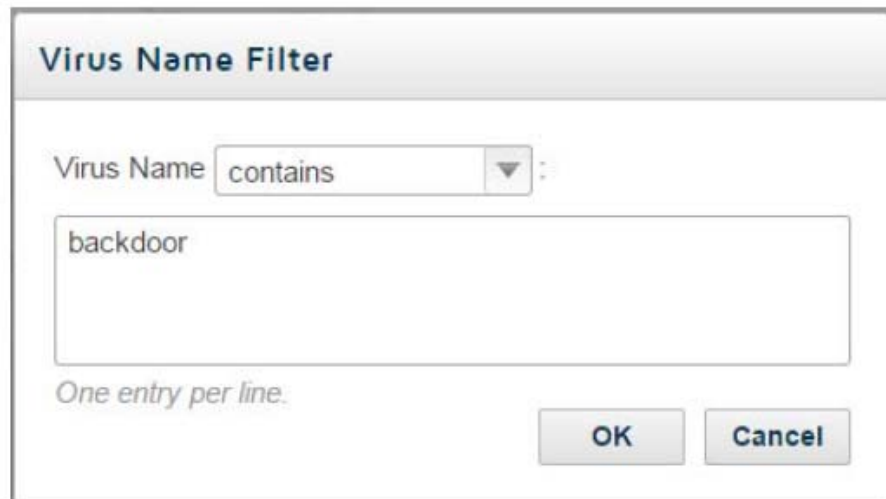 Virus Name Filter
Virus Name contains :
backdoor
One entry per line.
OK Cancel